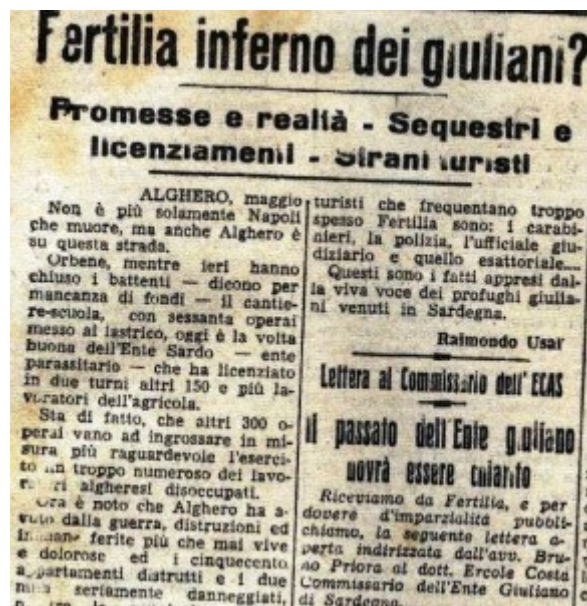 Fertilia inferno dei giuliani?
Promesse e realtà - Sequestri e
licenziamenti - Strani turisti
ALGHERO, maggio
Non è più solamente Napoli
che muore, ma anche Alghero è
su questa strada.
Orbene, mentre ieri hanno
chiuso i battenti — dicono per
mancanza di fondi — il cantie-
re-scuola, con sessanta operai
messo al lastrico, oggi è la volta
buona dell'Ente Sardo — ente
parassitario — che ha licenziato
in due turni altri 150 e più la-
voratori dell'agricola.
Sta di fatto, che altri 300 o-
perai vano ad ingrossare in mi-
sura più raguardevole l'eserci-
to un troppo numeroso dei lavo-
ratori algheresi disoccupati.
Ora è noto che Alghero ha a-
vuto dalla guerra, distruzioni ed
ferite più che mai vive
e dolorose ed i cinquecento
appartamenti distrutti e i due
mila seriamente danneggiati,
turisti che frequentano troppo
spesso Fertilia sono: i carabi-
nieri, la polizia, l'ufficiale giu-
diziario e quello esattoriale....
Questi sono i fatti appresi dal-
la viva voce dei profughi giulia-
ni venuti in Sardegna.
Raimondo Usai
Lettera al Commissario dell'ECAS
Il passato dell'Ente giuliano
dovrà essere chiarito
Riceviamo da Fertilia, e per
dovere d'imparzialità pubbli-
chiamo, la seguente lettera a-
perta indirizzata dall'avv. Bru-
no Priora al dott. Ercole Costa
Commissario dell'Ente Giuliano
di Sardegna